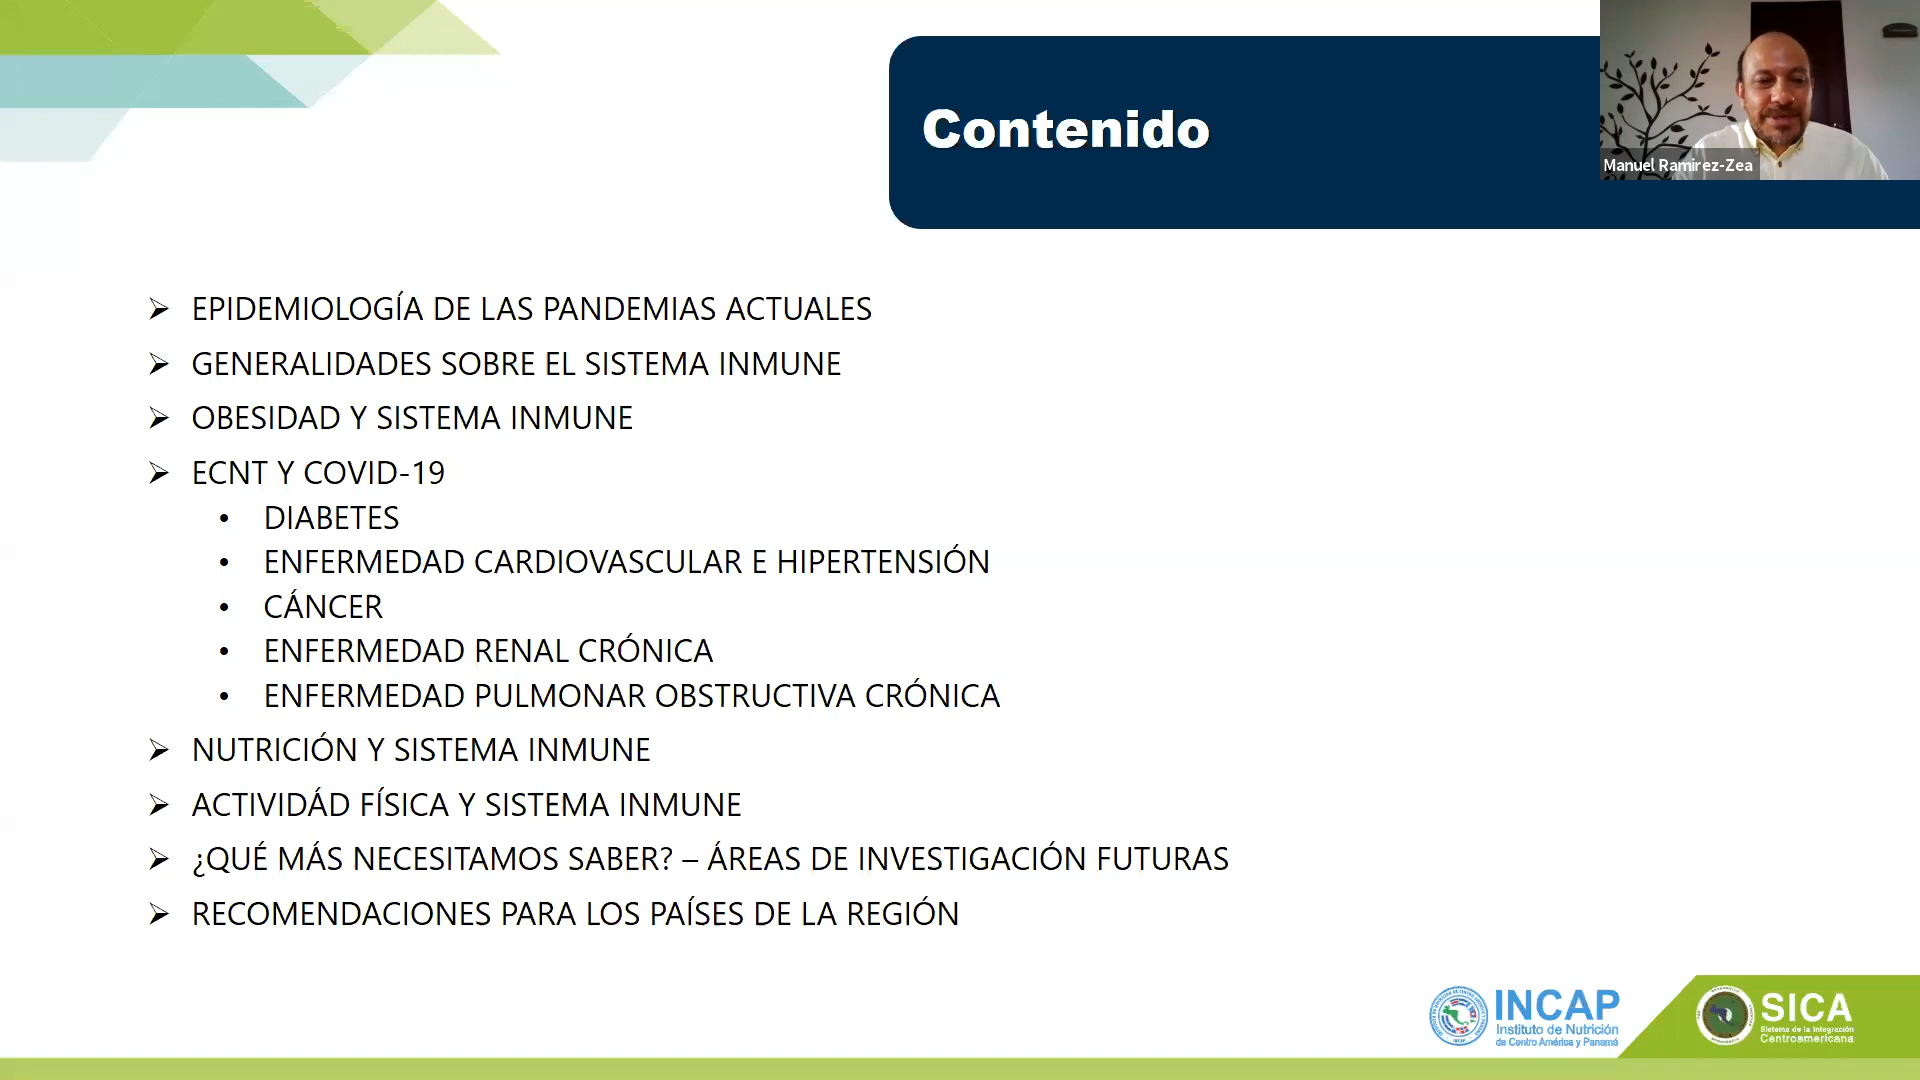 Contenido
Manuel Ramirez-Zea
EPIDEMIOLOGÍA DE LAS PANDEMIAS ACTUALES
GENERALIDADES SOBRE EL SISTEMA INMUNE
OBESIDAD Y SISTEMA INMUNE
ECNT Y COVID-19
DIABETES
ENFERMEDAD CARDIOVASCULAR E HIPERTENSIÓN
CÁNCER
ENFERMEDAD RENAL CRÓNICA
ENFERMEDAD PULMONAR OBSTRUCTIVA CRÓNICA
NUTRICIÓN Y SISTEMA INMUNE
ACTIVIDÁD FÍSICA Y SISTEMA INMUNE
¿QUÉ MÁS NECESITAMOS SABER? – ÁREAS DE INVESTIGACIÓN FUTURAS
RECOMENDACIONES PARA LOS PAÍSES DE LA REGIÓN
INCAP
Instituto de Nutrición
de Centro América y Panamá
SICA
Sistema de la Integración
Centroamericana